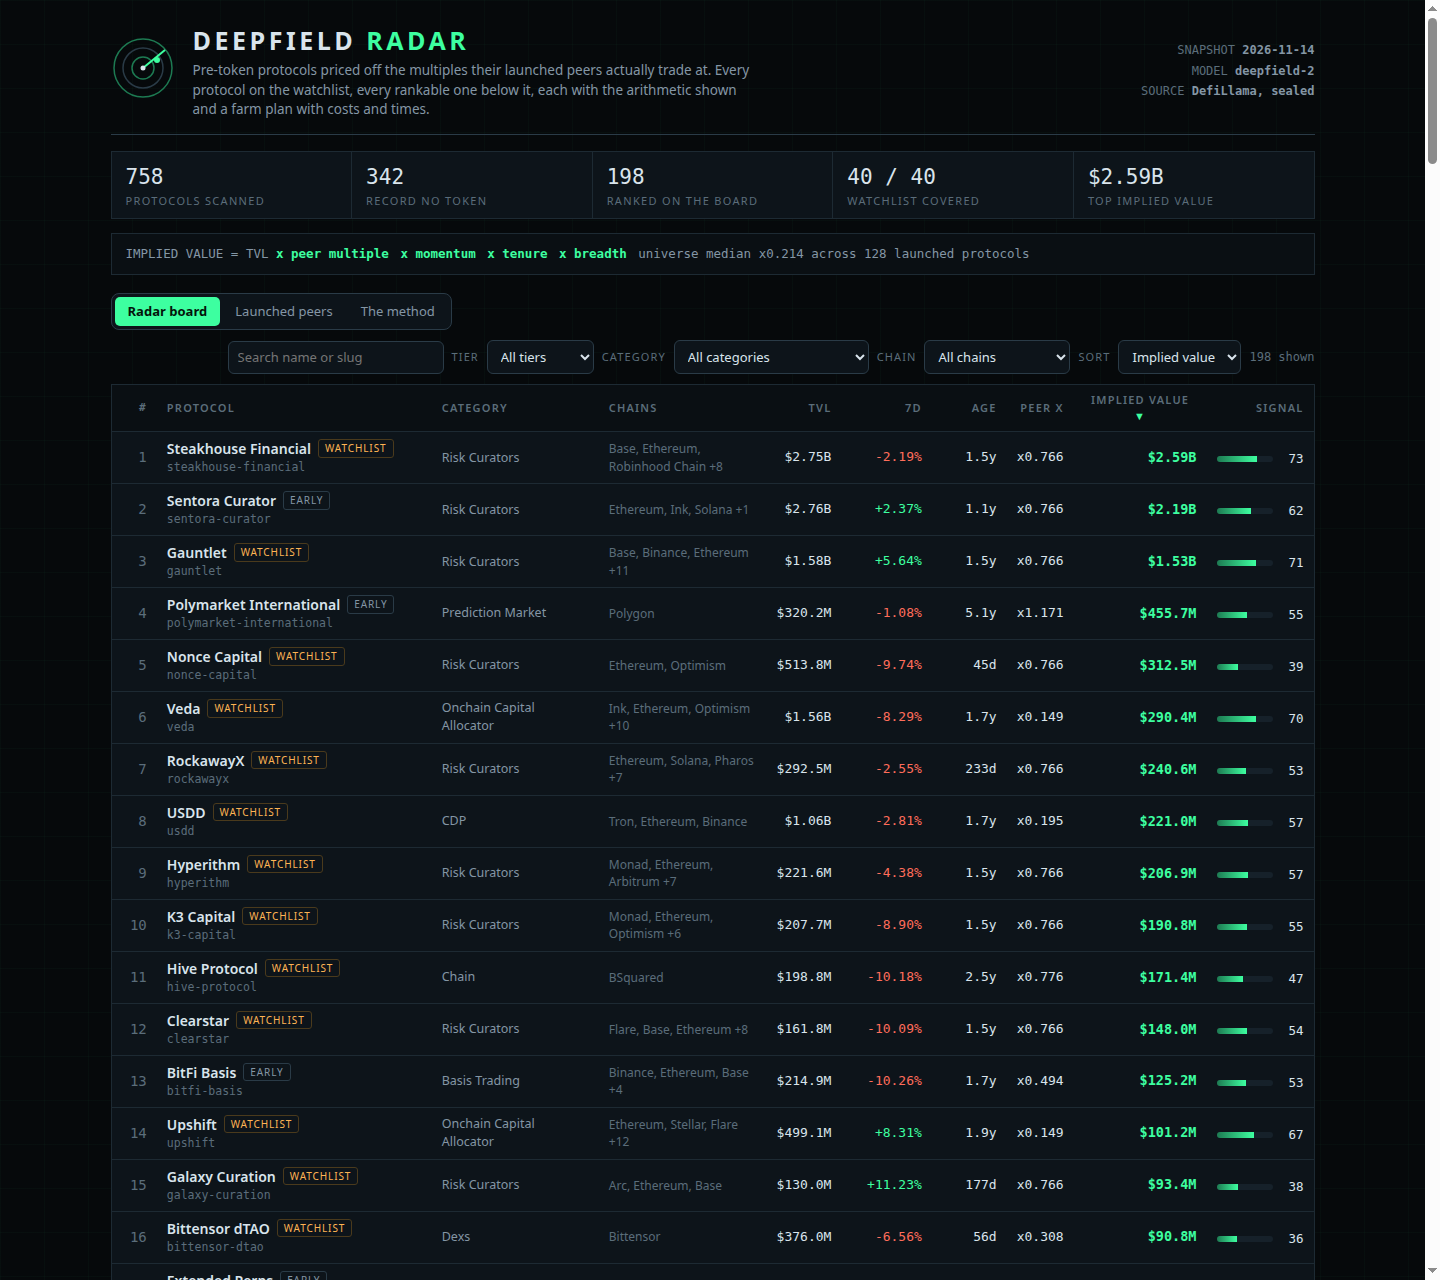 DEEPFIELD RADAR
Pre-token protocols priced off the multiples their launched peers actually trade at. Every
protocol on the watchlist, every rankable one below it, each with the arithmetic shown
and a farm plan with costs and times.
SNAPSHOT 2026-11-14
MODEL deepfield-2
SOURCE DefiLlama, sealed
758
PROTOCOLS SCANNED
342
RECORD NO TOKEN
198
RANKED ON THE BOARD
40 / 40
WATCHLIST COVERED
$2.59B
TOP IMPLIED VALUE
IMPLIED VALUE = TVL x peer multiple x momentum x tenure x breadth universe median x0.214 across 128 launched protocols
Radar board Launched peers The method
Search name or slug TIER All tiers CATEGORY All categories CHAIN All chains SORT Implied value 198 shown
# PROTOCOL CATEGORY CHAINS TVL 7D AGE PEER X IMPLIED VALUE ▼ SIGNAL
1 Steakhouse Financial WATCHLIST
steakhouse-financial
Risk Curators
Base, Ethereum,
Robinhood Chain +8
$2.75B -2.19% 1.5y x0.766 $2.59B 73
2 Sentora Curator EARLY
sentora-curator
Risk Curators
Ethereum, Ink, Solana +1
$2.76B +2.37% 1.1y x0.766 $2.19B 62
3 Gauntlet WATCHLIST
gauntlet
Risk Curators
Base, Binance, Ethereum
+11
$1.58B +5.64% 1.5y x0.766 $1.53B 71
4 Polymarket International EARLY
polymarket-international
Prediction Market
Polygon
$320.2M -1.08% 5.1y x1.171 $455.7M 55
5 Nonce Capital WATCHLIST
nonce-capital
Risk Curators
Ethereum, Optimism
$513.8M -9.74% 45d x0.766 $312.5M 39
6 Veda WATCHLIST
veda
Onchain Capital
Allocator
Ink, Ethereum, Optimism
+10
$1.56B -8.29% 1.7y x0.149 $290.4M 70
7 RockawayX WATCHLIST
rockawayx
Risk Curators
Ethereum, Solana, Pharos
+7
$292.5M -2.55% 233d x0.766 $240.6M 53
8 USDD WATCHLIST
usdd
CDP
Tron, Ethereum, Binance
$1.06B -2.81% 1.7y x0.195 $221.0M 57
9 Hyperithm WATCHLIST
hyperithm
Risk Curators
Monad, Ethereum,
Arbitrum +7
$221.6M -4.38% 1.5y x0.766 $206.9M 57
10 K3 Capital WATCHLIST
k3-capital
Risk Curators
Monad, Ethereum,
Optimism +6
$207.7M -8.90% 1.5y x0.766 $190.8M 55
11 Hive Protocol WATCHLIST
hive-protocol
Chain
BSquared
$198.8M -10.18% 2.5y x0.776 $171.4M 47
12 Clearstar WATCHLIST
clearstar
Risk Curators
Flare, Base, Ethereum +8
$161.8M -10.09% 1.5y x0.766 $148.0M 54
13 BitFi Basis EARLY
bitfi-basis
Basis Trading
Binance, Ethereum, Base
+4
$214.9M -10.26% 1.7y x0.494 $125.2M 53
14 Upshift WATCHLIST
upshift
Onchain Capital
Allocator
Ethereum, Stellar, Flare
+12
$499.1M +8.31% 1.9y x0.149 $101.2M 67
15 Galaxy Curation WATCHLIST
galaxy-curation
Risk Curators
Arc, Ethereum, Base
$130.0M +11.23% 177d x0.766 $93.4M 38
16 Bittensor dTAO WATCHLIST
bittensor-dtao
Dexs
Bittensor
$376.0M -6.56% 56d x0.308 $90.8M 36
Extended Perps EARLY